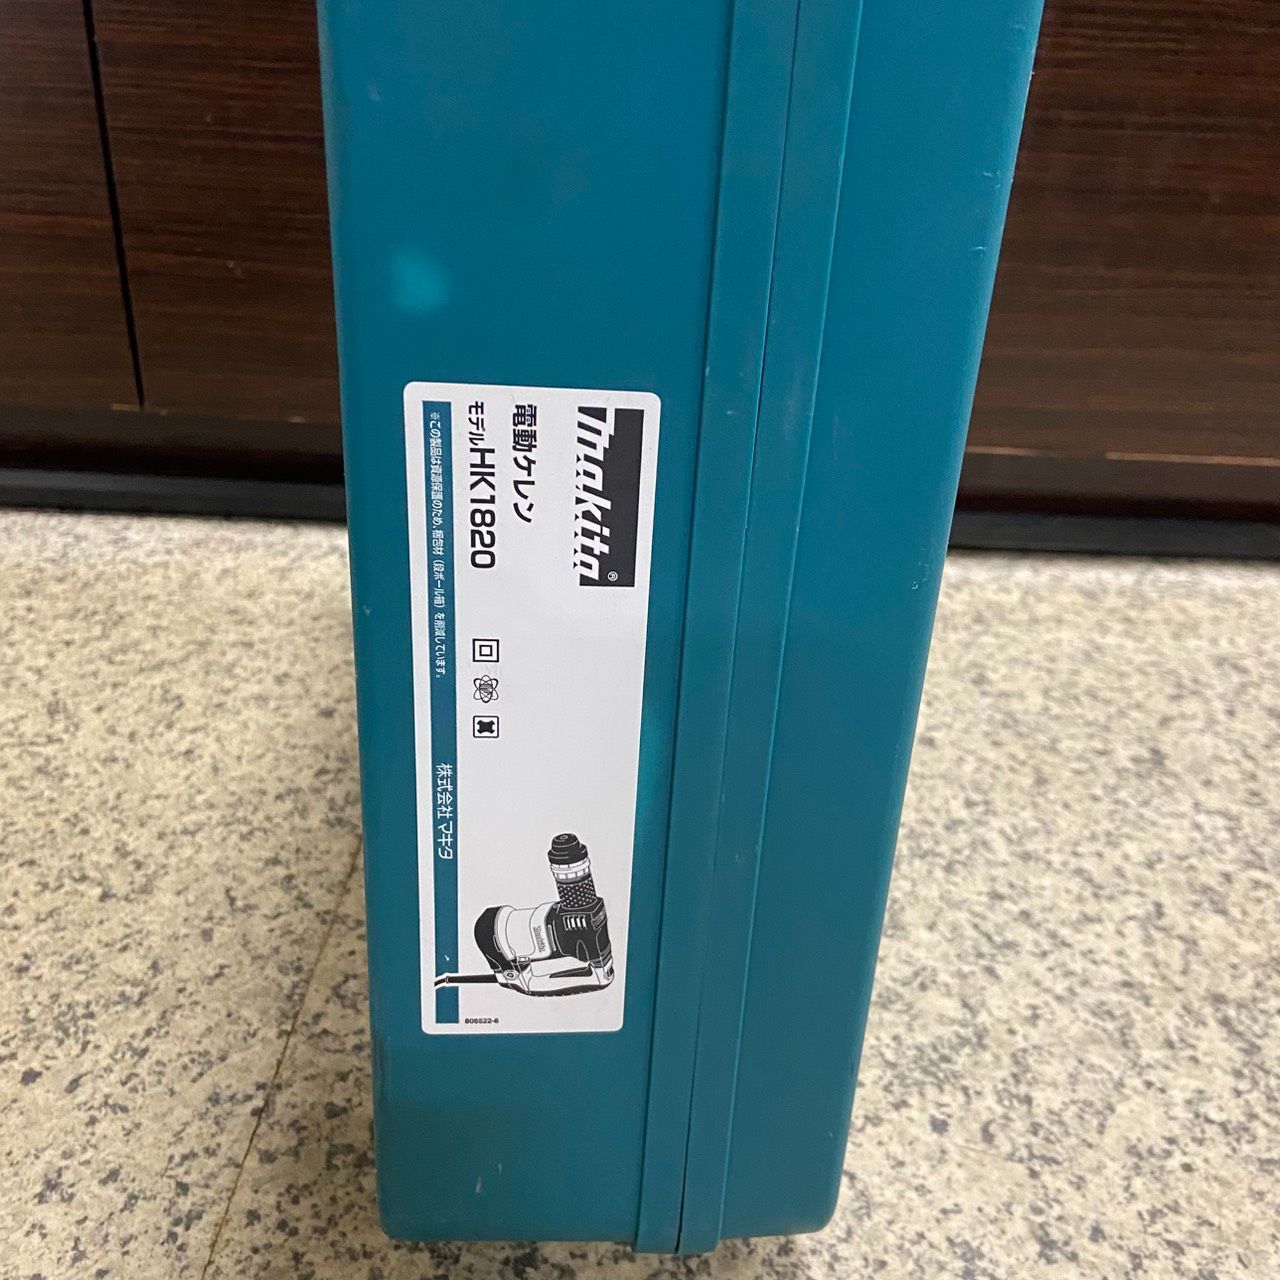 makita®
電動ケレン
モデルHK1820
※この製品は資源保護のため、梱包材（段ボール箱）を削減しています。
株式会社マキタ
806522-6